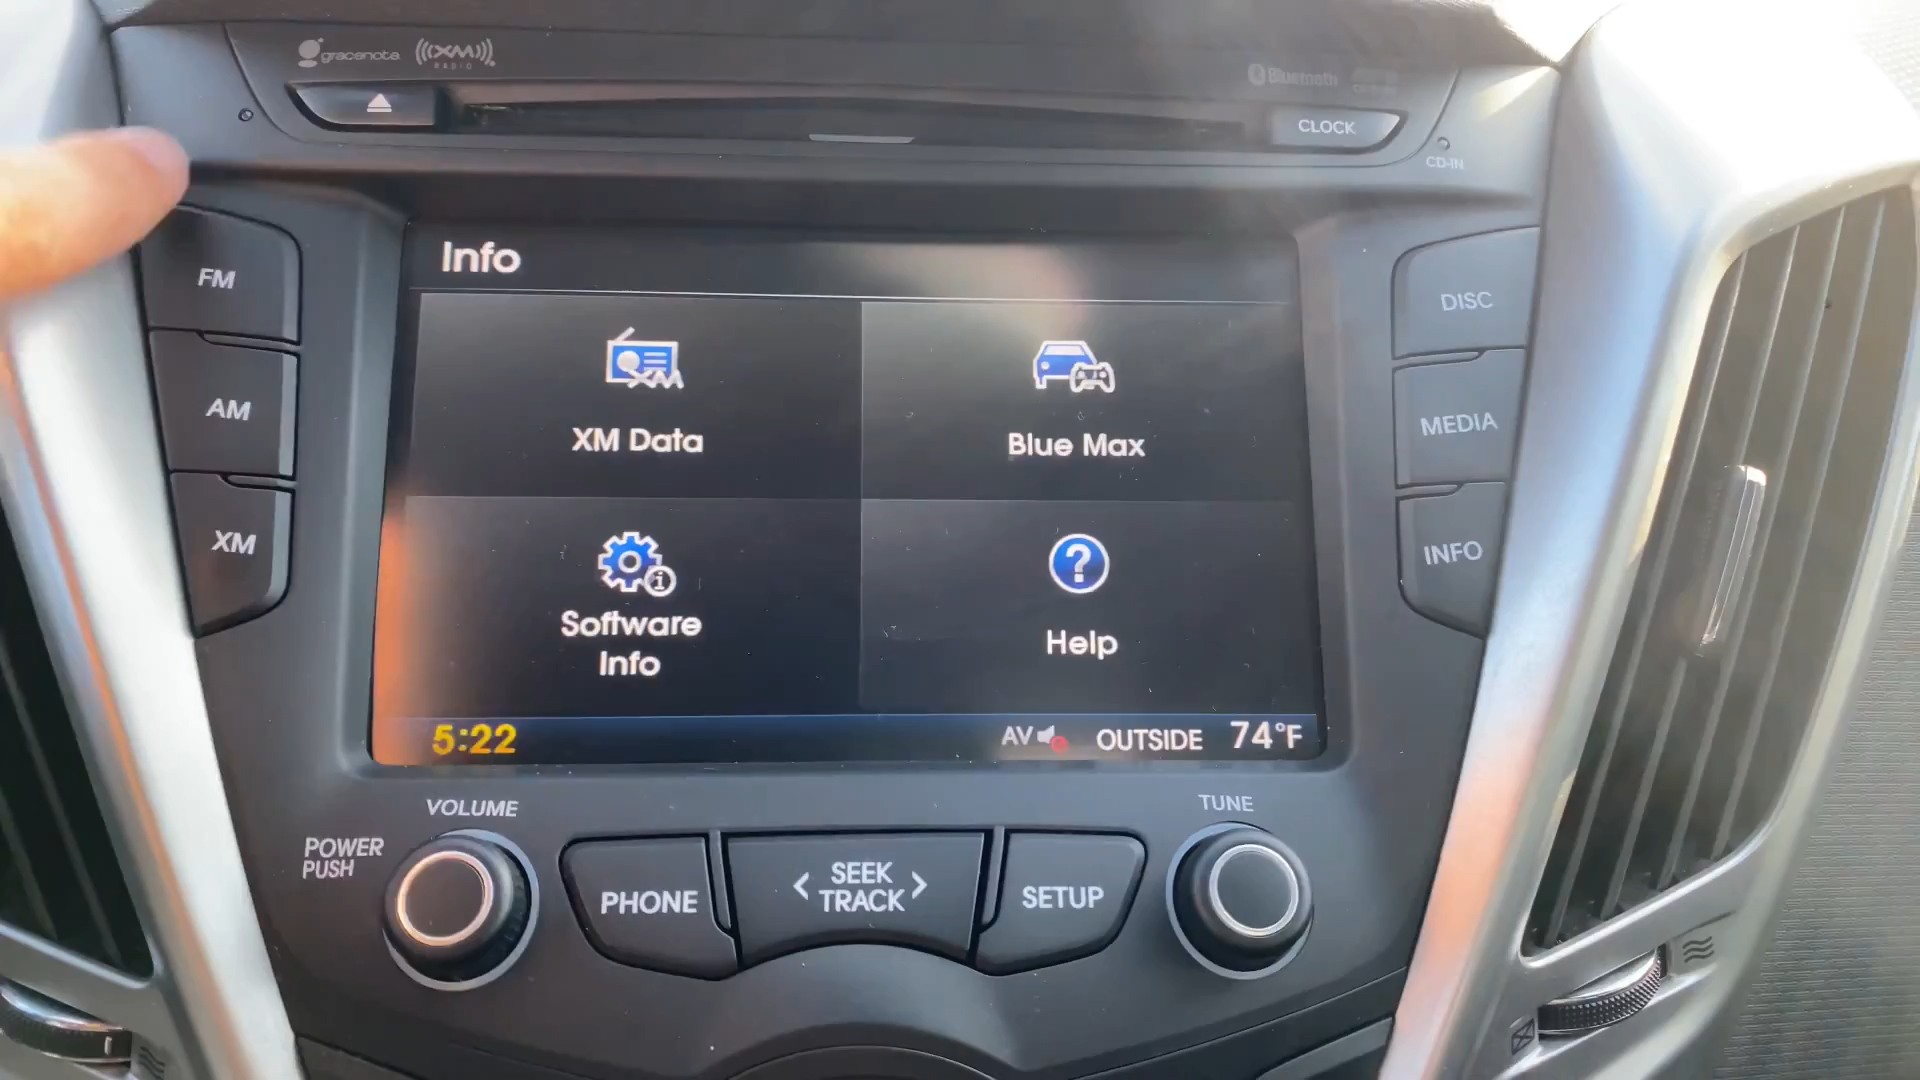 gracenote
XM
RADIO
Bluetooth
CLOCK
CD-IN
FM
AM
XM
Info
XM
XM Data
Blue Max
Software
Info
Help
5:22
AV
OUTSIDE
74°F
DISC
MEDIA
INFO
VOLUME
POWER
PUSH
PHONE
< SEEK >
TRACK
SETUP
TUNE